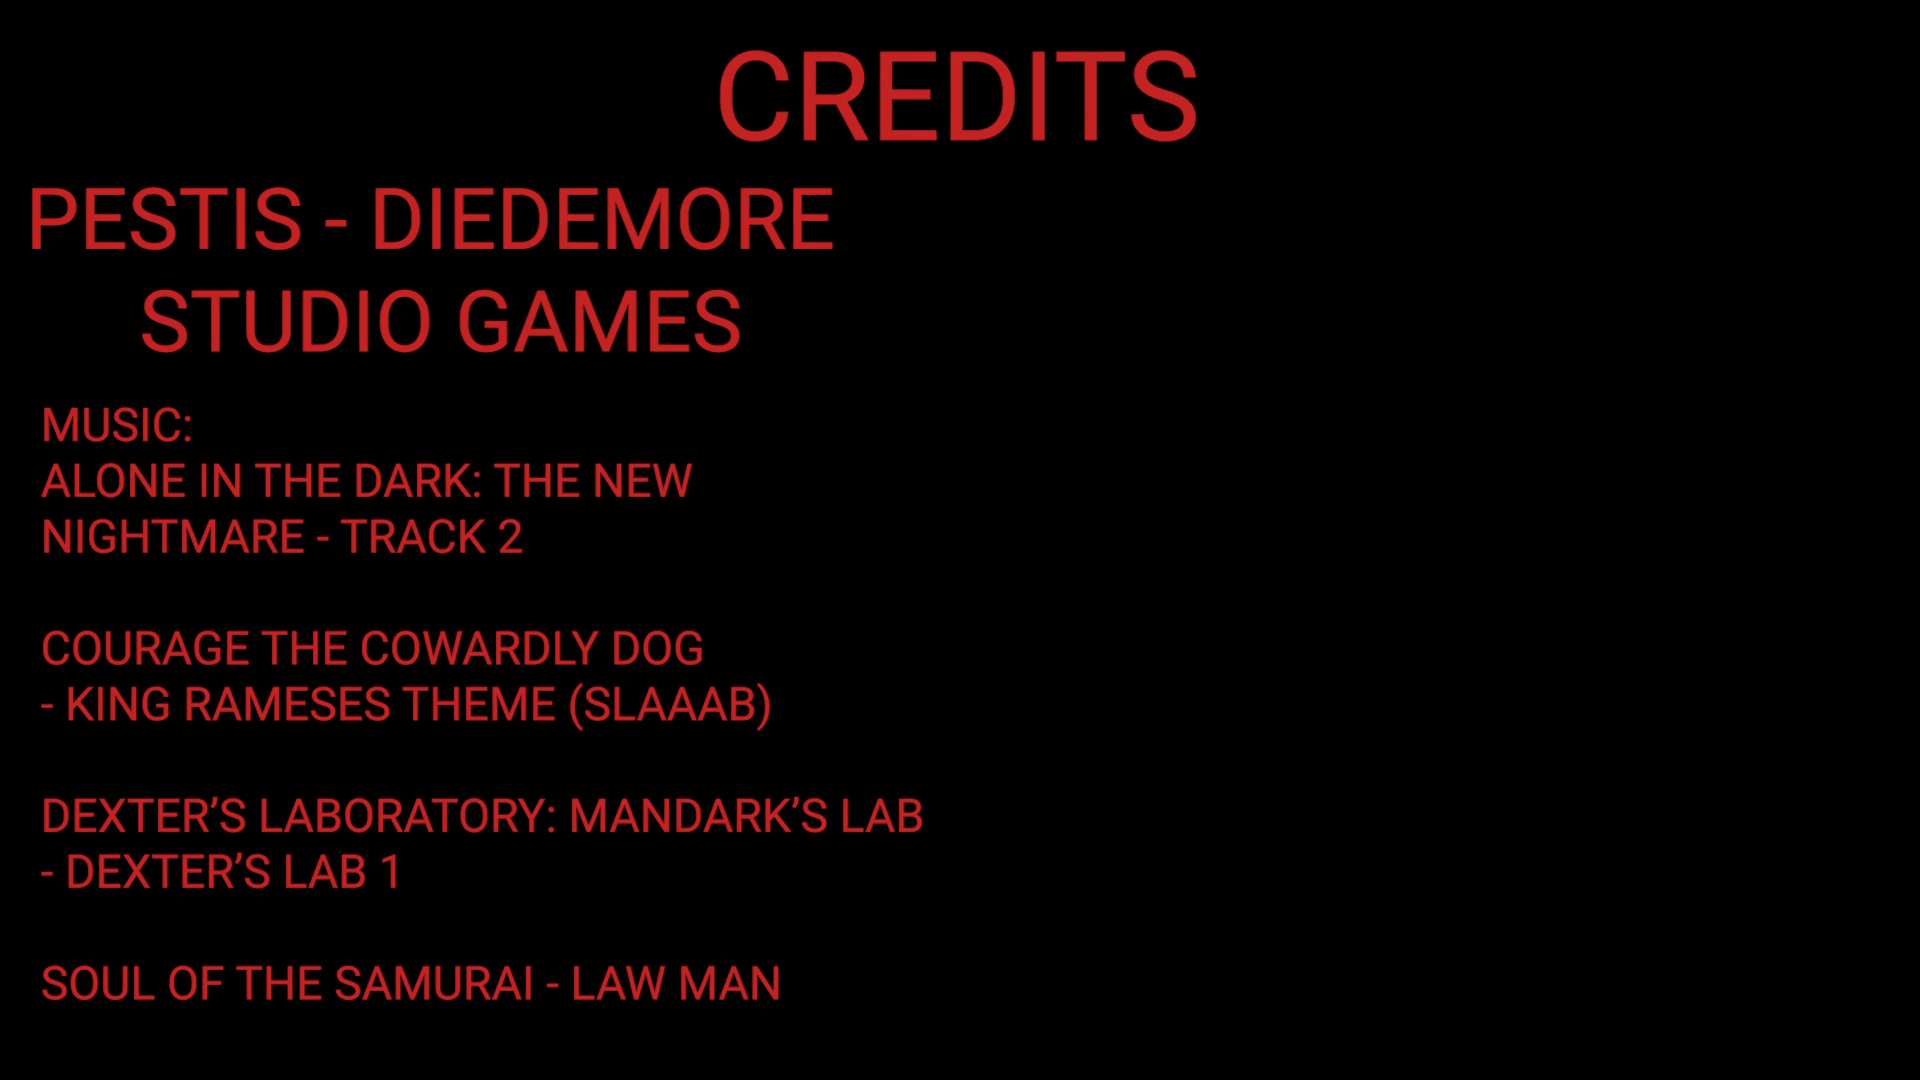 CREDITS
PESTIS - DIEDEMORE
STUDIO GAMES
MUSIC:
ALONE IN THE DARK: THE NEW
NIGHTMARE - TRACK 2
COURAGE THE COWARDLY DOG
- KING RAMESES THEME (SLAAAB)
DEXTER’S LABORATORY: MANDARK’S LAB
- DEXTER’S LAB 1
SOUL OF THE SAMURAI - LAW MAN